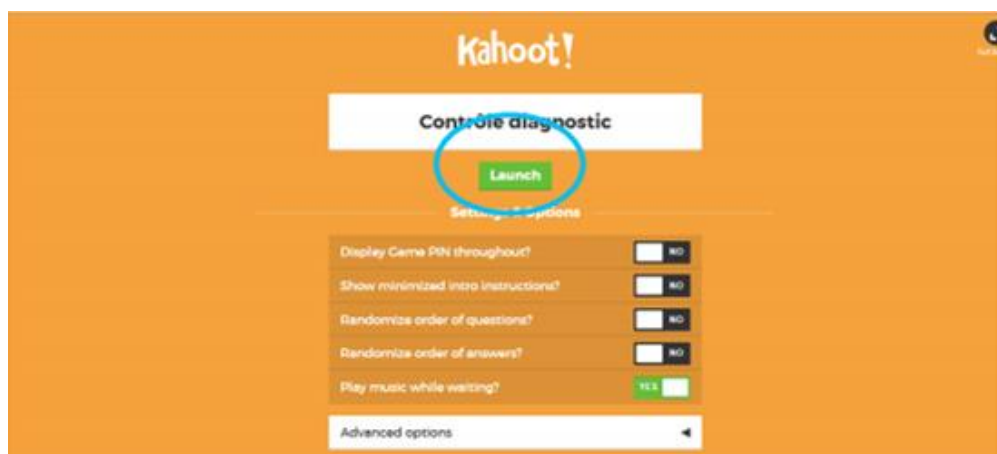 Kahoot!
Contrôle diagnostic
Launch
Settings & Options
Display Game PIN throughout? NO
Show minimized intro instructions? NO
Randomize order of questions? NO
Randomize order of answers? NO
Play music while waiting? YES
Advanced options